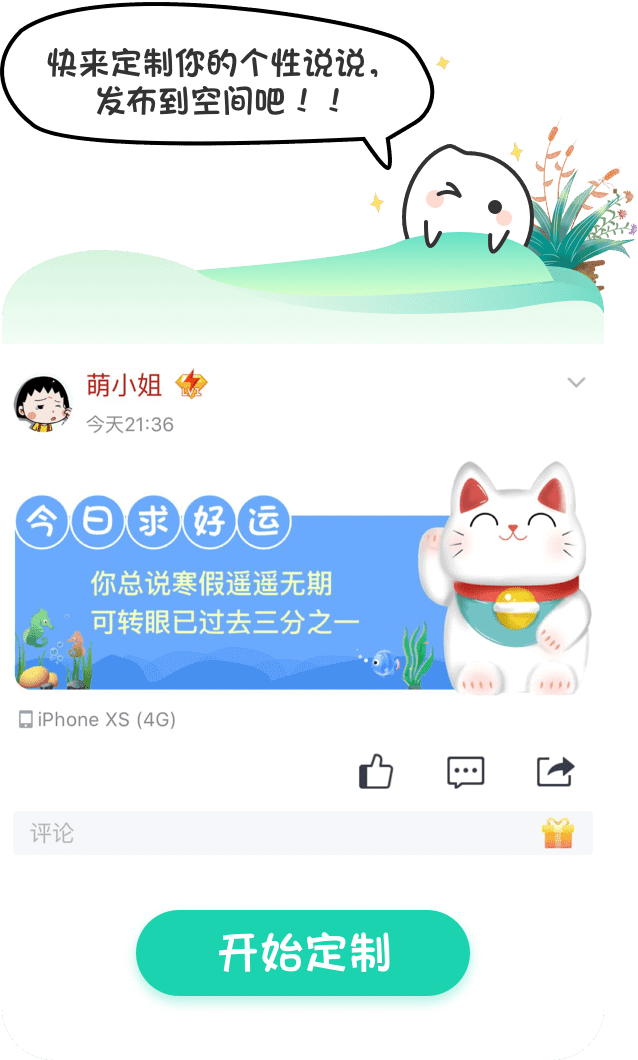 快来定制你的个性说说，
发布到空间吧！！
萌小姐 LV1
今天21:36
今日求好运
你总说寒假遥遥无期
可转眼已过去三分之一
iPhone XS (4G)
评论
开始定制